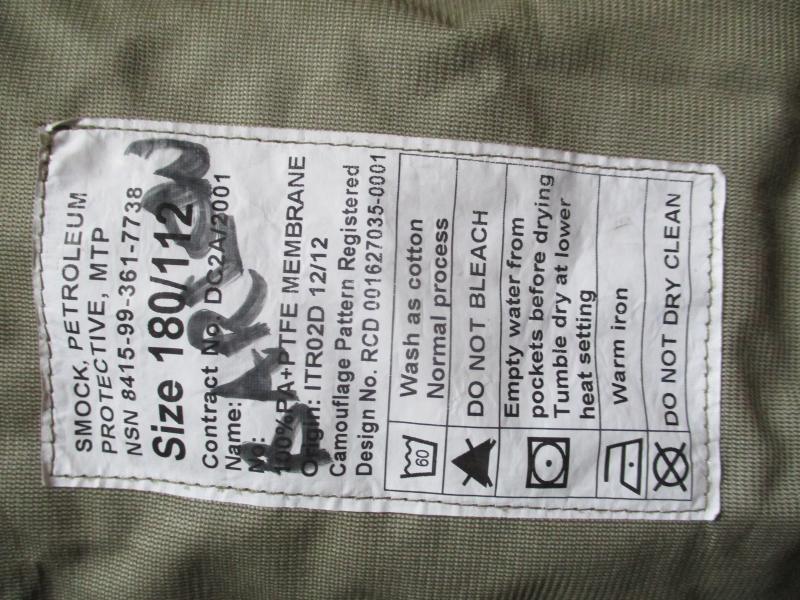 SMOCK, PETROLEUM
PROTECTIVE, MTP
NSN 8415-99-361-7738
Size 180/112
Contract No: DC2A/2001
Name:
No:
100%PA+PTFE MEMBRANE
Origin: ITR02D 12/12
Camouflage Pattern Registered
Design No. RCD 001627035-0001
60
Wash as cotton
Normal process
DO NOT BLEACH
Empty water from
pockets before drying
Tumble dry at lower
heat setting
Warm iron
DO NOT DRY CLEAN